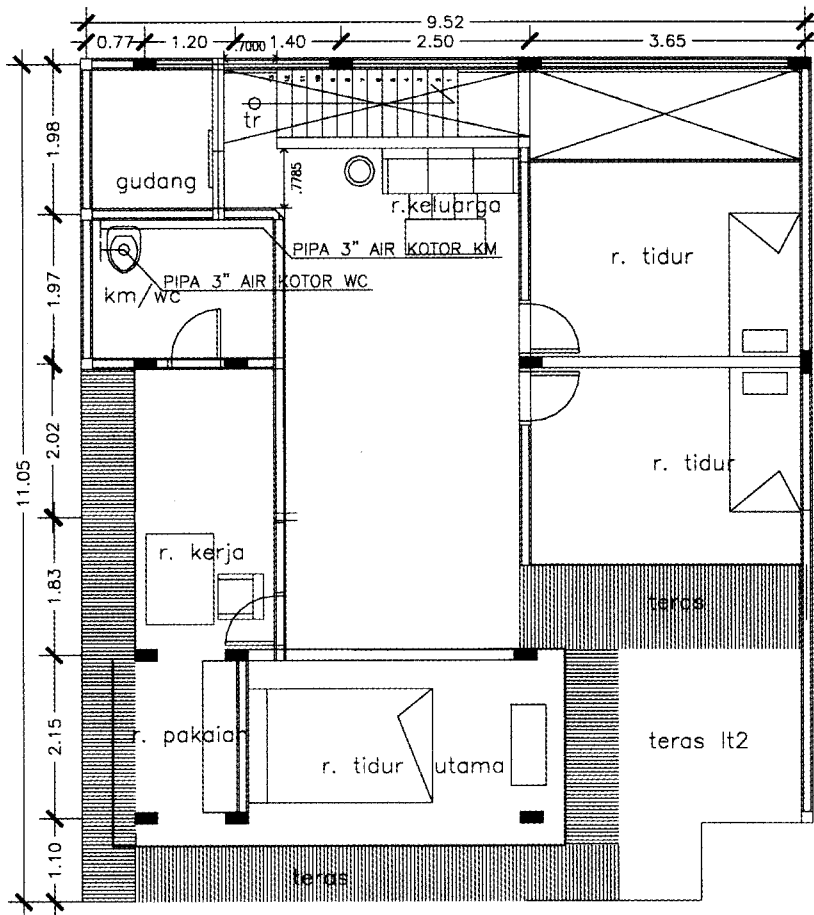 9.52
0.77 1.20 1.40 2.50 3.65
.7000
tr
1.98
gudang
.7785
r.keluarga
PIPA 3" AIR KOTOR KM
r. tidur
PIPA 3" AIR KOTOR WC
km/wc
1.97
2.02
r. tidur
11.05
r. kerja
1.83
teras
2.15
r. pakaian
r. tidur utama
teras lt2
1.10
teras